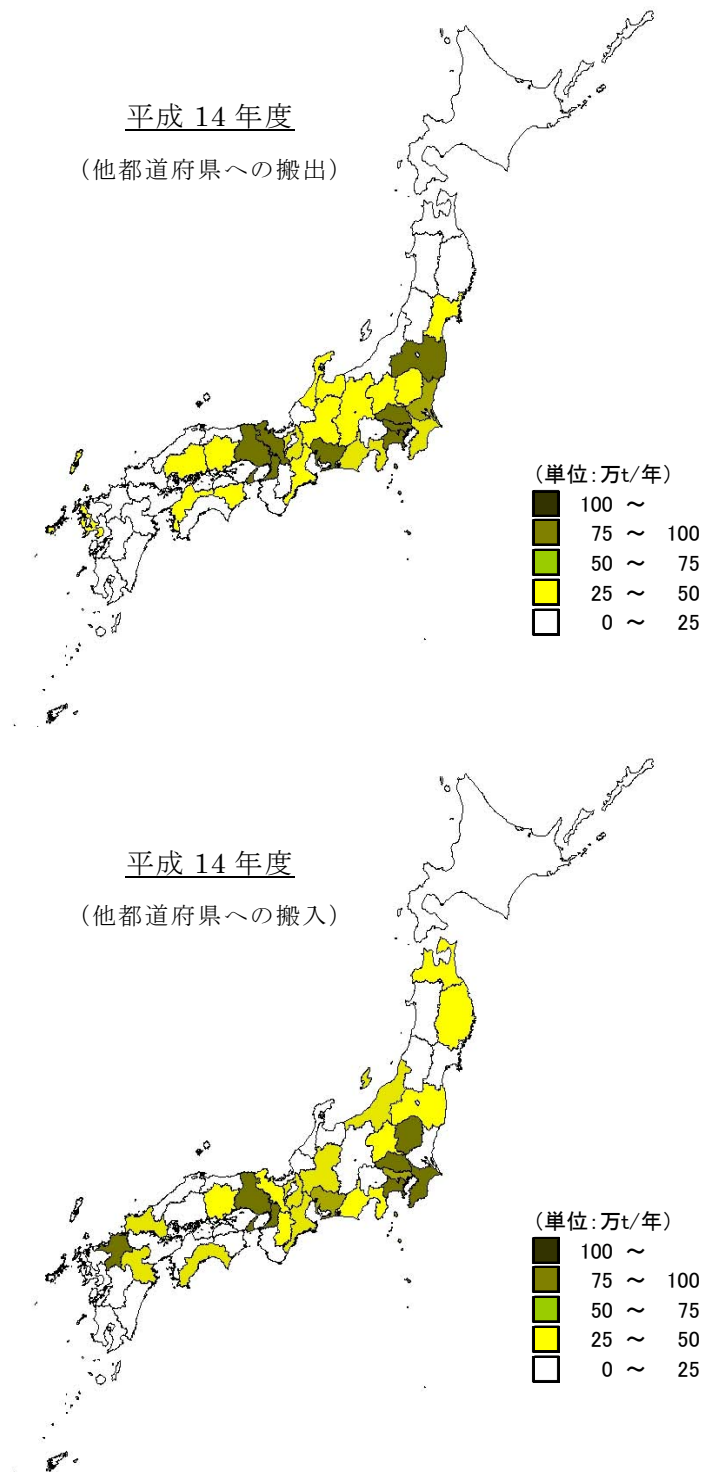 平成 14 年度
(他都道府県への搬出)
(単位:万t/年)
100 ～
75 ～ 100
50 ～ 75
25 ～ 50
0 ～ 25
平成 14 年度
(他都道府県への搬入)
(単位:万t/年)
100 ～
75 ～ 100
50 ～ 75
25 ～ 50
0 ～ 25